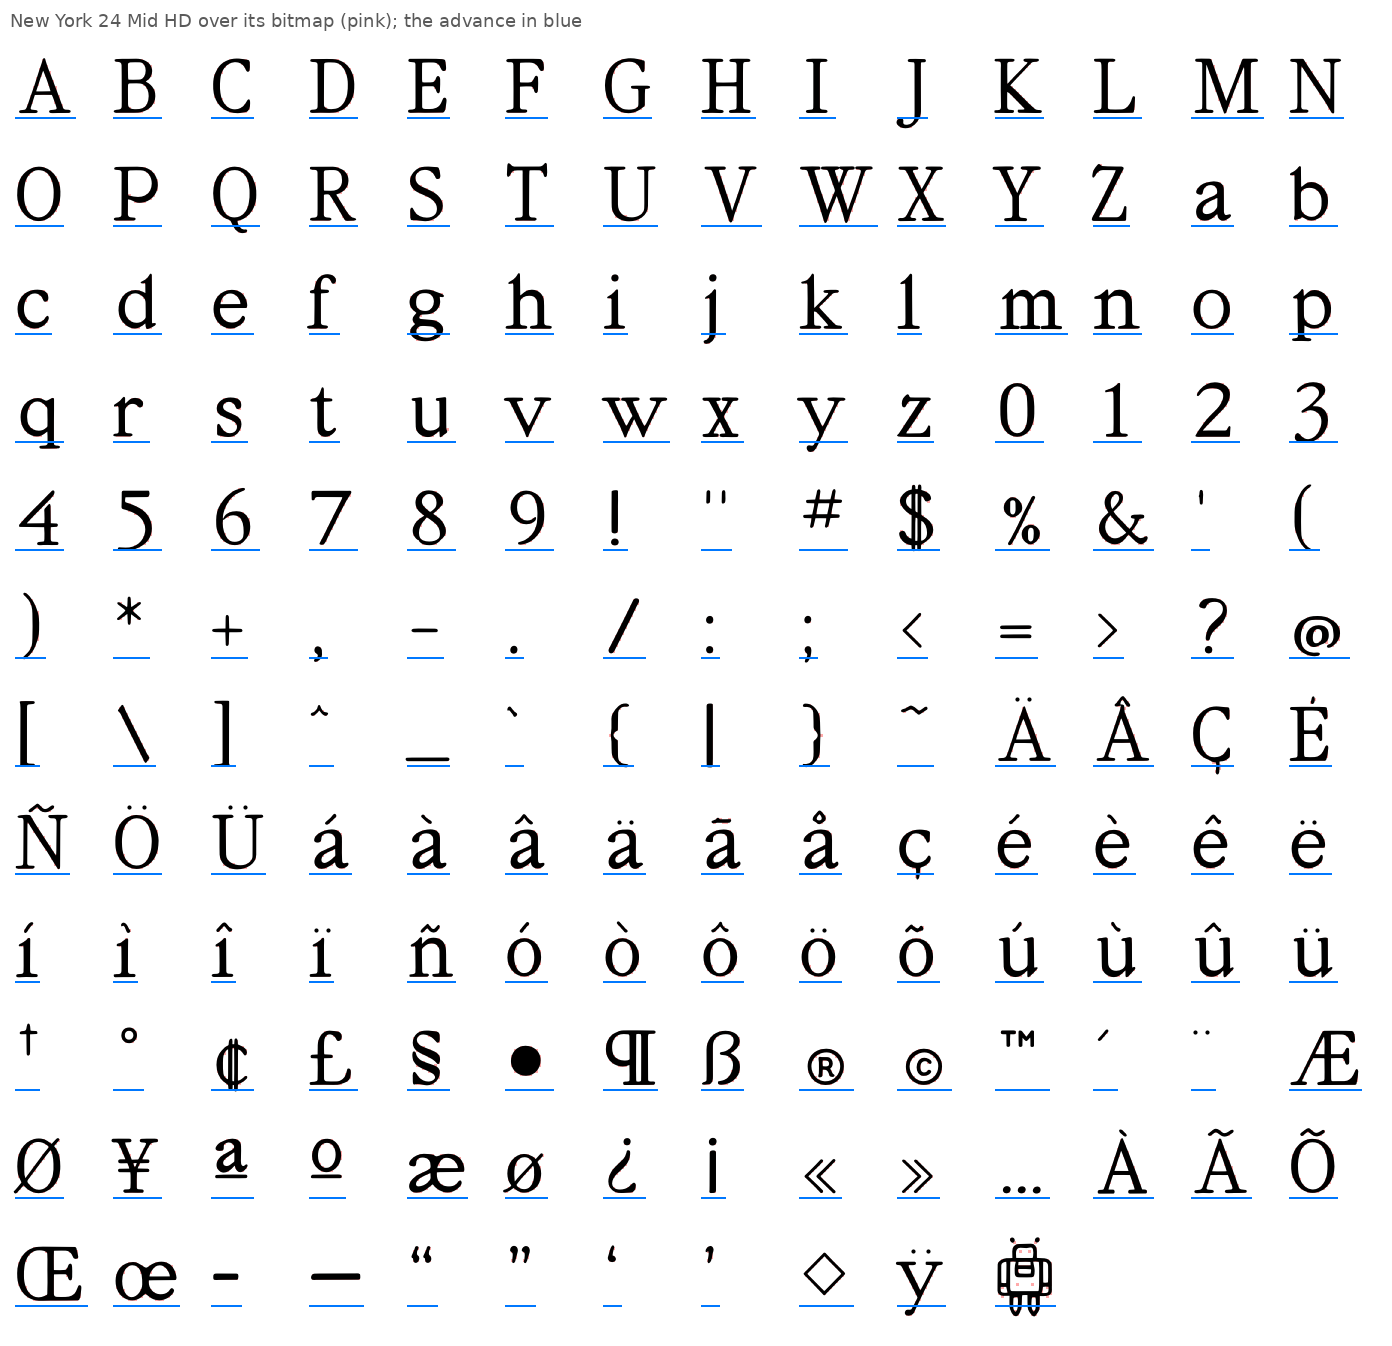 New York 24 Mid HD over its bitmap (pink); the advance in blue
A B C D E F G H I J K L M N
O P Q R S T U V W X Y Z a b
c d e f g h i j k l m n o p
q r s t u v w x y z 0 1 2 3
4 5 6 7 8 9 ! " # $ % & ' (
) * + , - . / : ; < = > ? @
[ \ ] ^ _ ` { | } ~ Ä Â Ç É
Ñ Ö Ü á à â ä ã å ç é è ê ë
í ì î ï ñ ó ò ô ö õ ú ù û ü
† ° ¢ £ § • ¶ ß ® © ™ ´ ¨ Æ
Ø ¥ ª º æ ø ¿ ¡ « » … À Ã Õ
Œ œ – — “ ” ‘ ’ ◊ ÿ